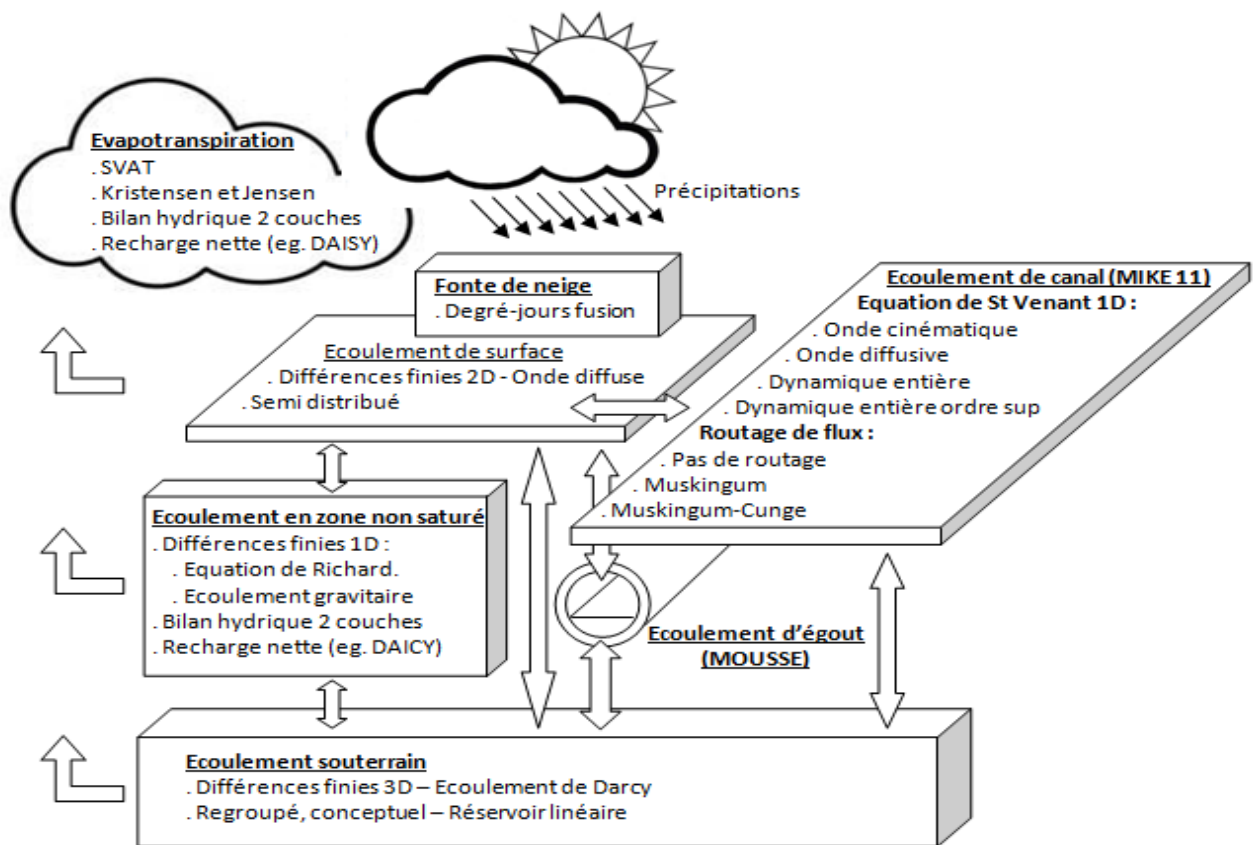 Evapotranspiration
. SVAT
. Kristensen et Jensen
. Bilan hydrique 2 couches
. Recharge nette (eg. DAISY)
Précipitations
Fonte de neige
. Degré-jours fusion
Ecoulement de surface
. Différences finies 2D - Onde diffuse
. Semi distribué
Ecoulement de canal (MIKE 11)
Equation de St Venant 1D :
. Onde cinématique
. Onde diffusive
. Dynamique entière
. Dynamique entière ordre sup
Routage de flux :
. Pas de routage
. Muskingum
. Muskingum-Cunge
Ecoulement en zone non saturé
. Différences finies 1D :
. Equation de Richard.
. Ecoulement gravitaire
. Bilan hydrique 2 couches
. Recharge nette (eg. DAICY)
Ecoulement d'égout
(MOUSSE)
Ecoulement souterrain
. Différences finies 3D – Ecoulement de Darcy
. Regroupé, conceptuel – Réservoir linéaire